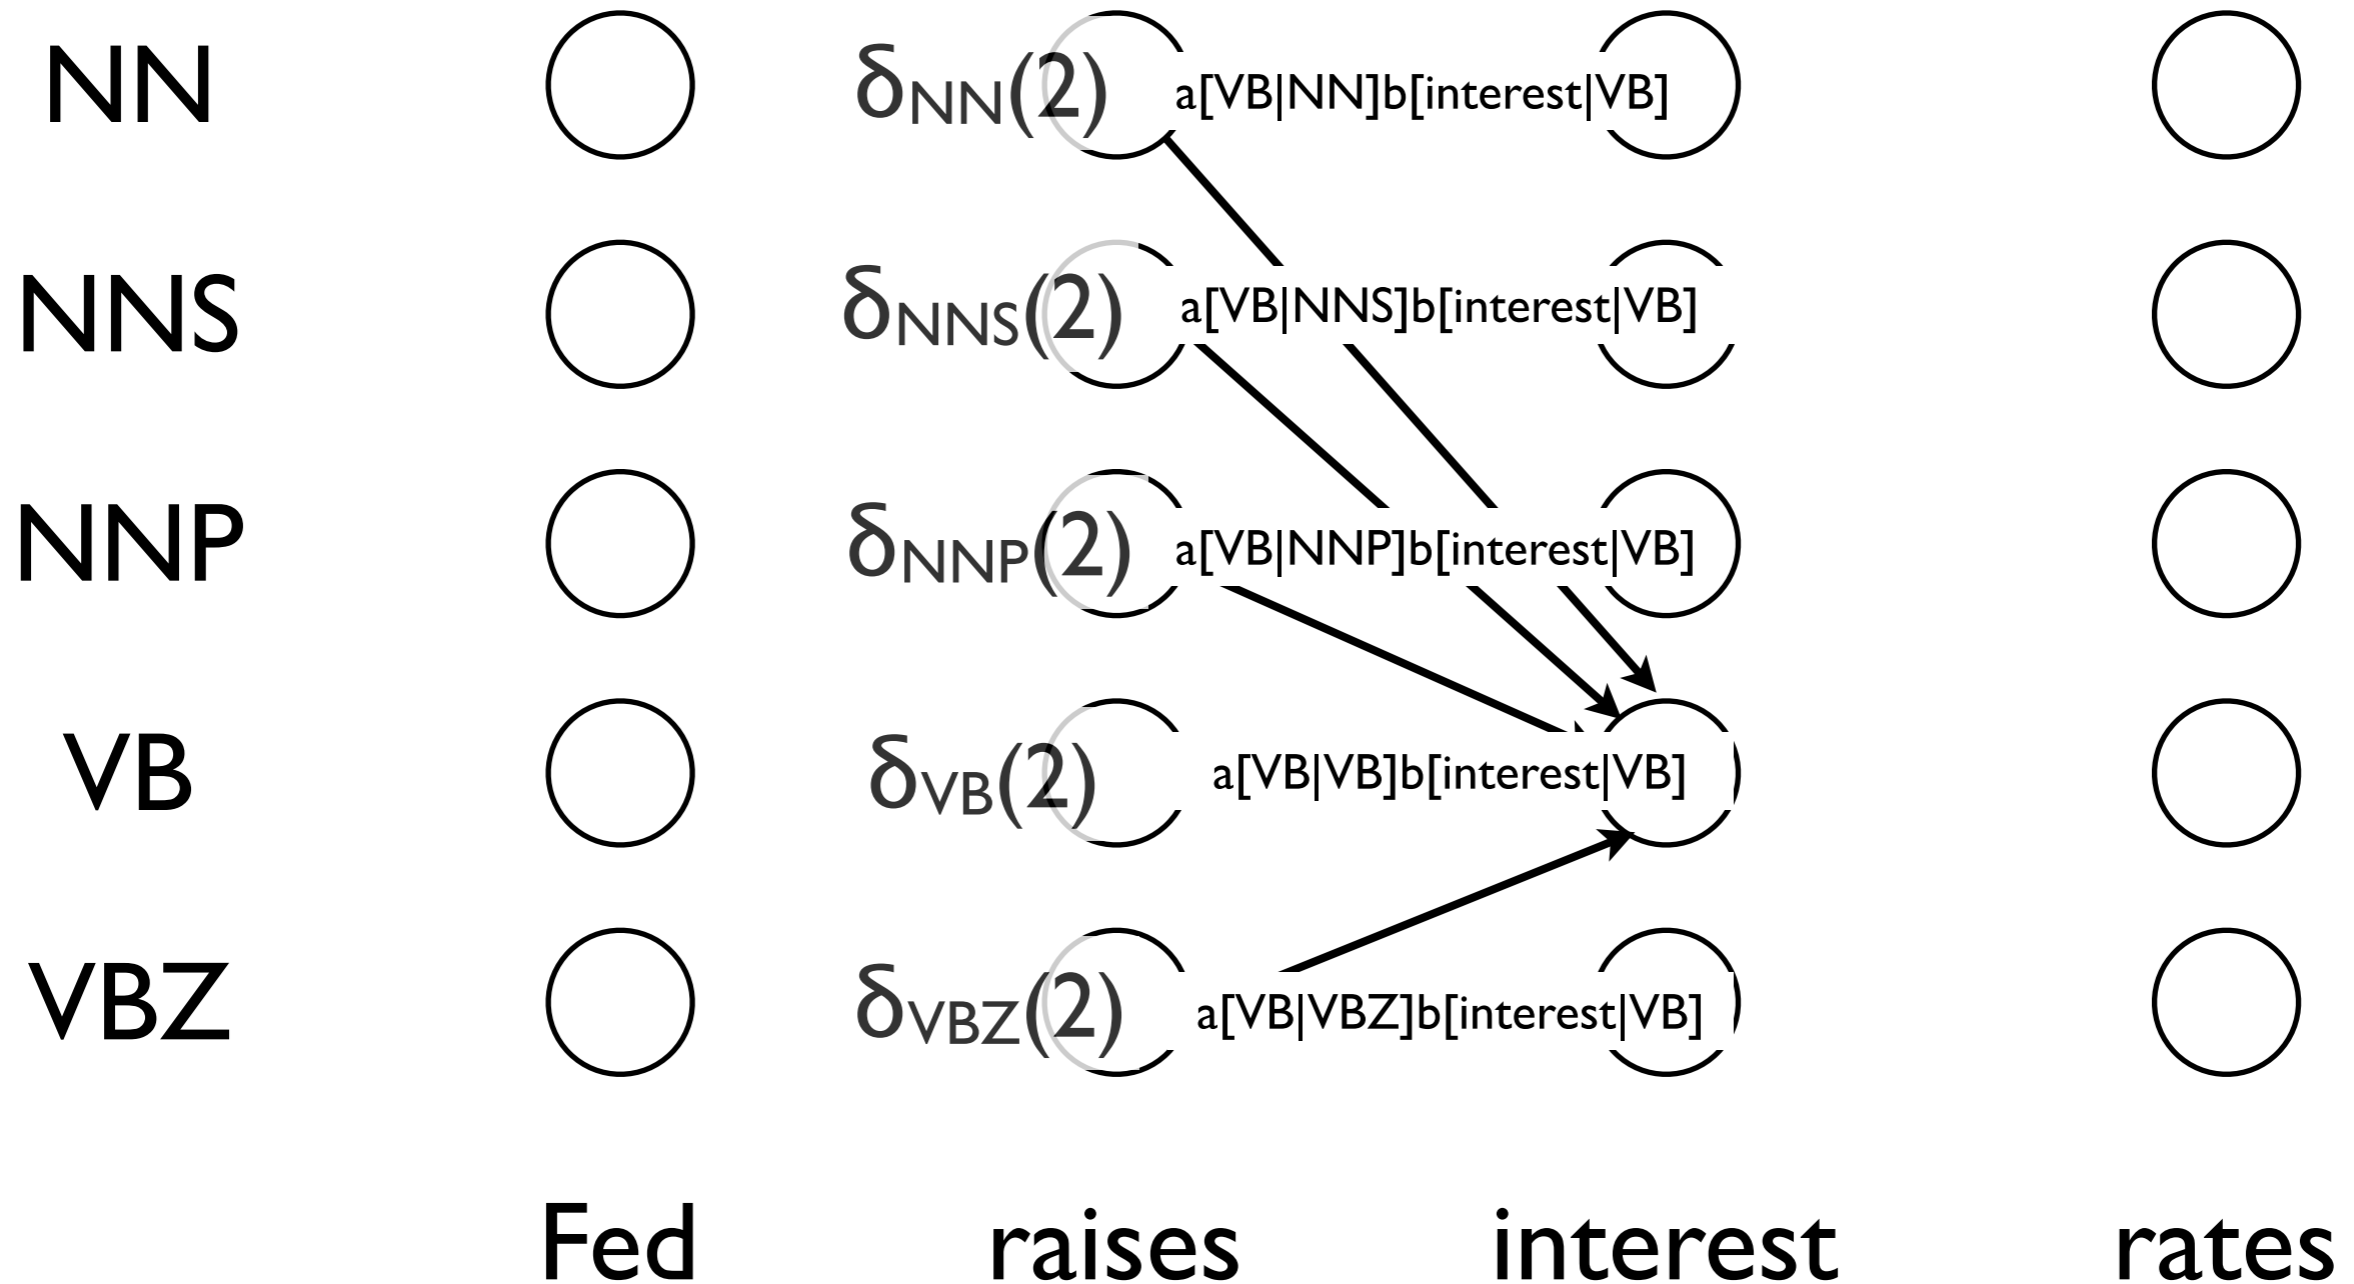 NN δNN(2) a[VB|NN]b[interest|VB]
NNS δNNS(2) a[VB|NNS]b[interest|VB]
NNP δNNP(2) a[VB|NNP]b[interest|VB]
VB δVB(2) a[VB|VB]b[interest|VB]
VBZ δVBZ(2) a[VB|VBZ]b[interest|VB]
Fed raises interest rates